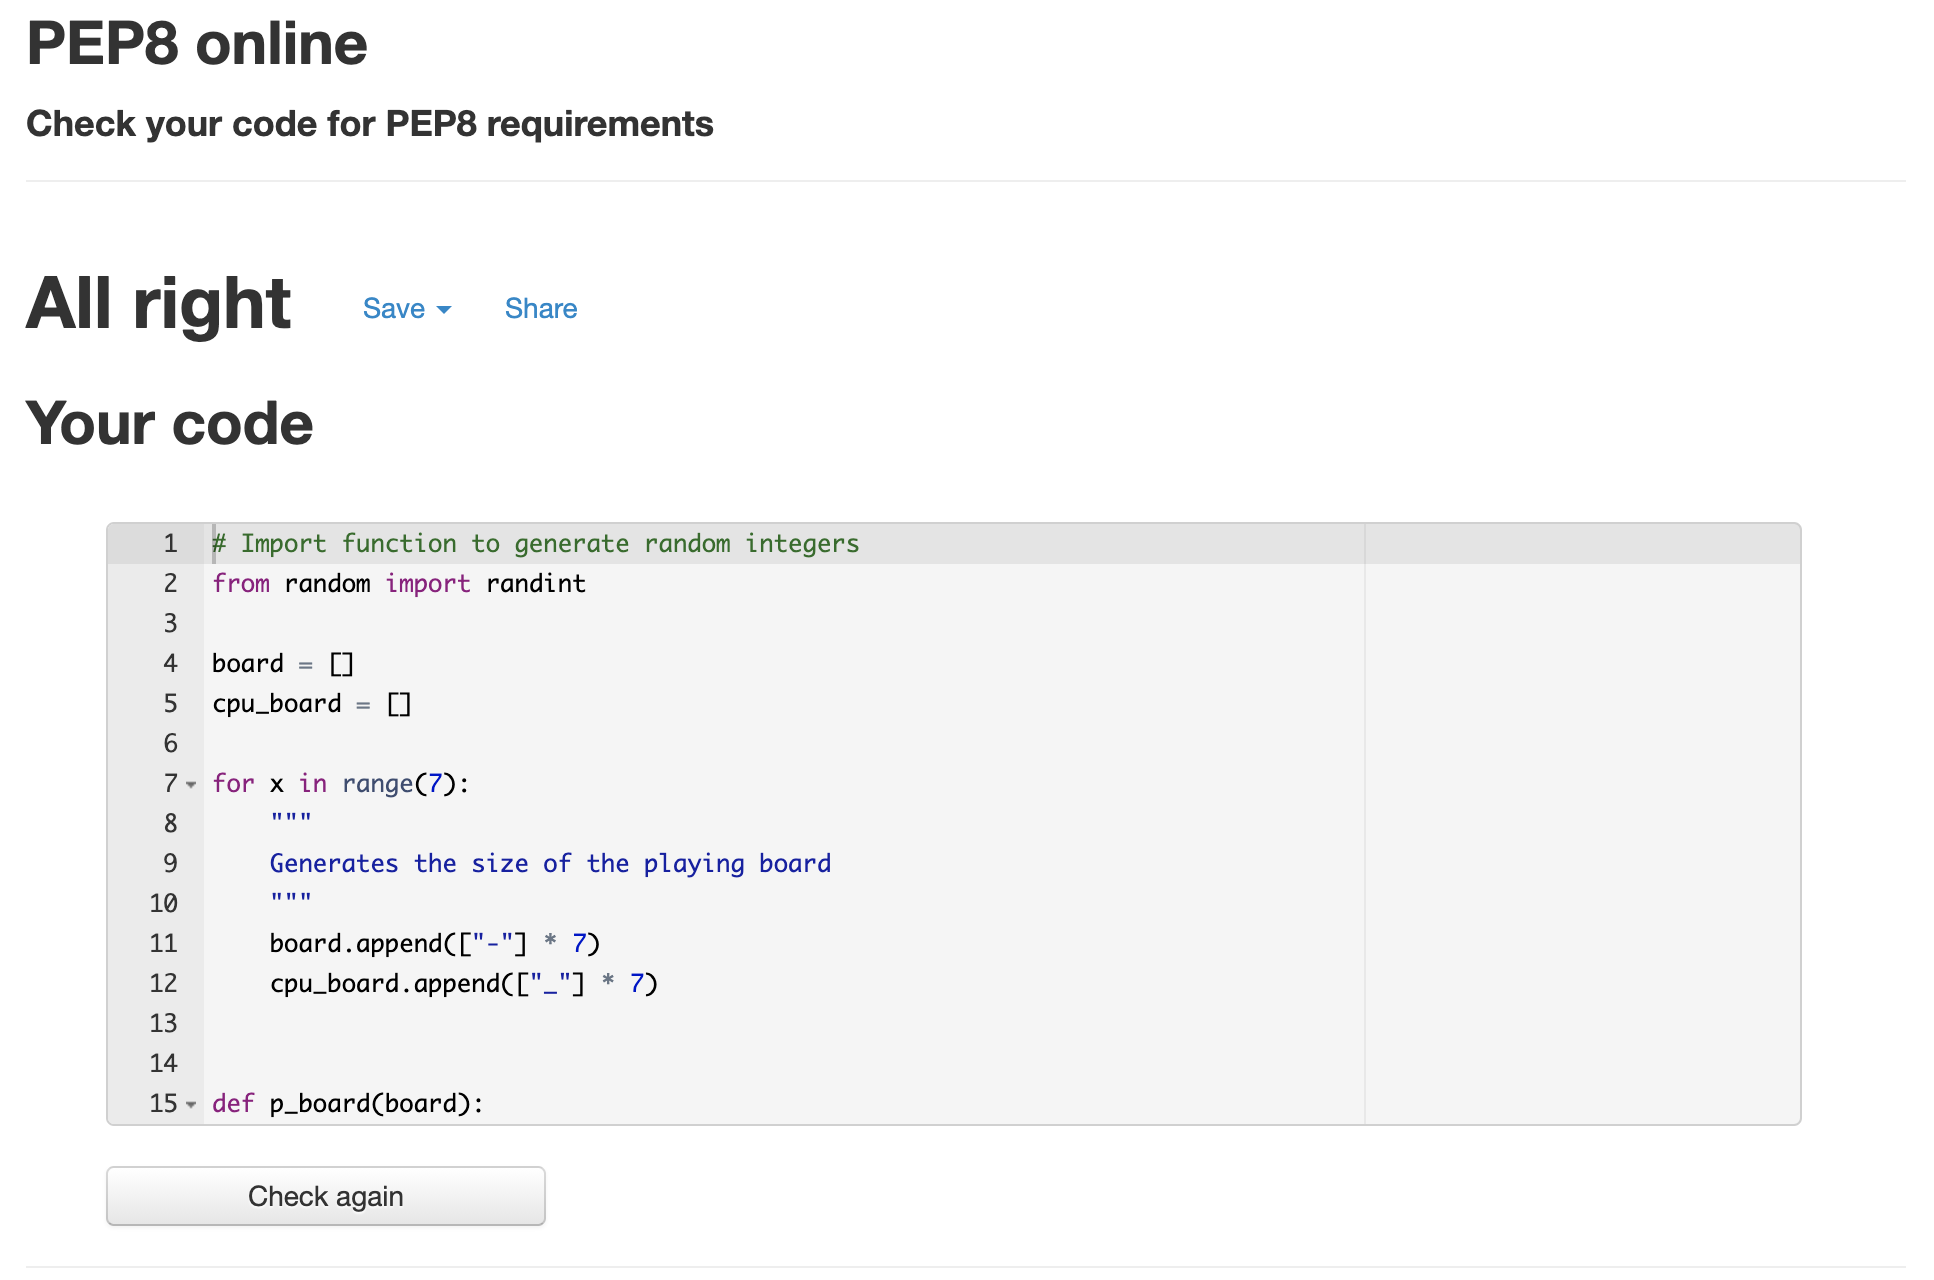 PEP8 online
Check your code for PEP8 requirements
All right Save Share
Your code
1 # Import function to generate random integers
2 from random import randint
3
4 board = []
5 cpu_board = []
6
7 for x in range(7):
8     """
9     Generates the size of the playing board
10     """
11     board.append(["-"] * 7)
12     cpu_board.append(["_"] * 7)
13
14
15 def p_board(board):
Check again